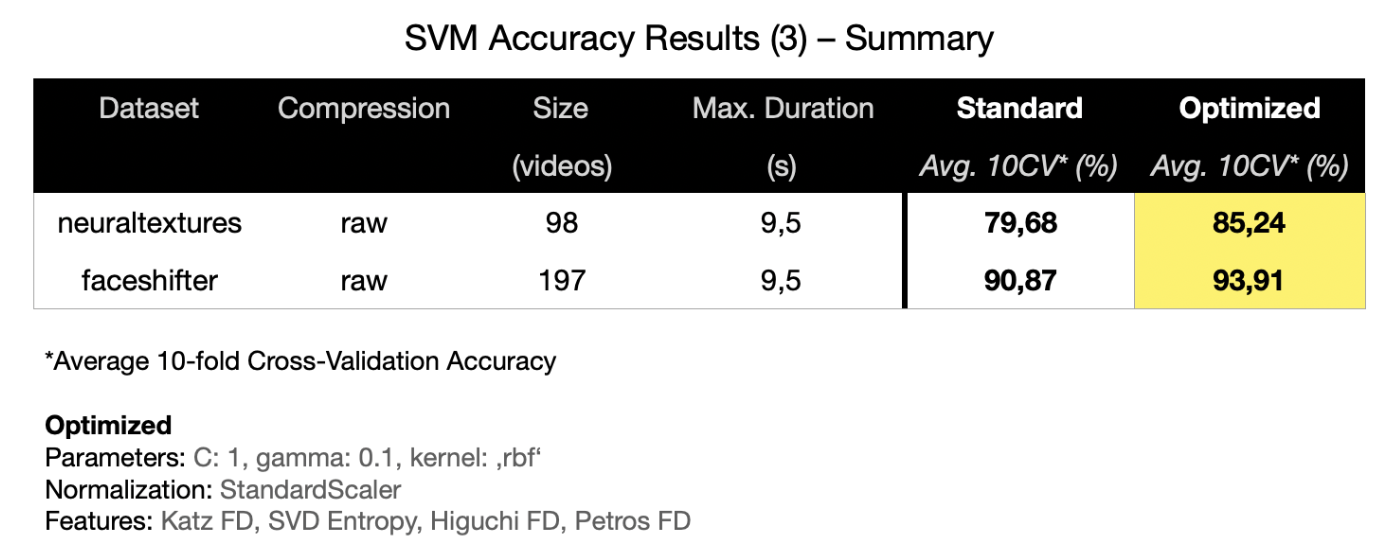 SVM Accuracy Results (3) – Summary
Dataset Compression Size Max. Duration Standard Optimized
(videos) (s) Avg. 10CV* (%) Avg. 10CV* (%)
neuraltextures raw 98 9,5 79,68 85,24
faceshifter raw 197 9,5 90,87 93,91
*Average 10-fold Cross-Validation Accuracy
Optimized
Parameters: C: 1, gamma: 0.1, kernel: ‚rbf‘
Normalization: StandardScaler
Features: Katz FD, SVD Entropy, Higuchi FD, Petros FD